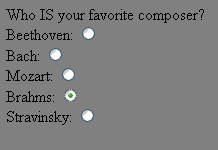 Who IS your favorite composer?
Beethoven:
Bach:
Mozart:
Brahms:
Stravinsky: